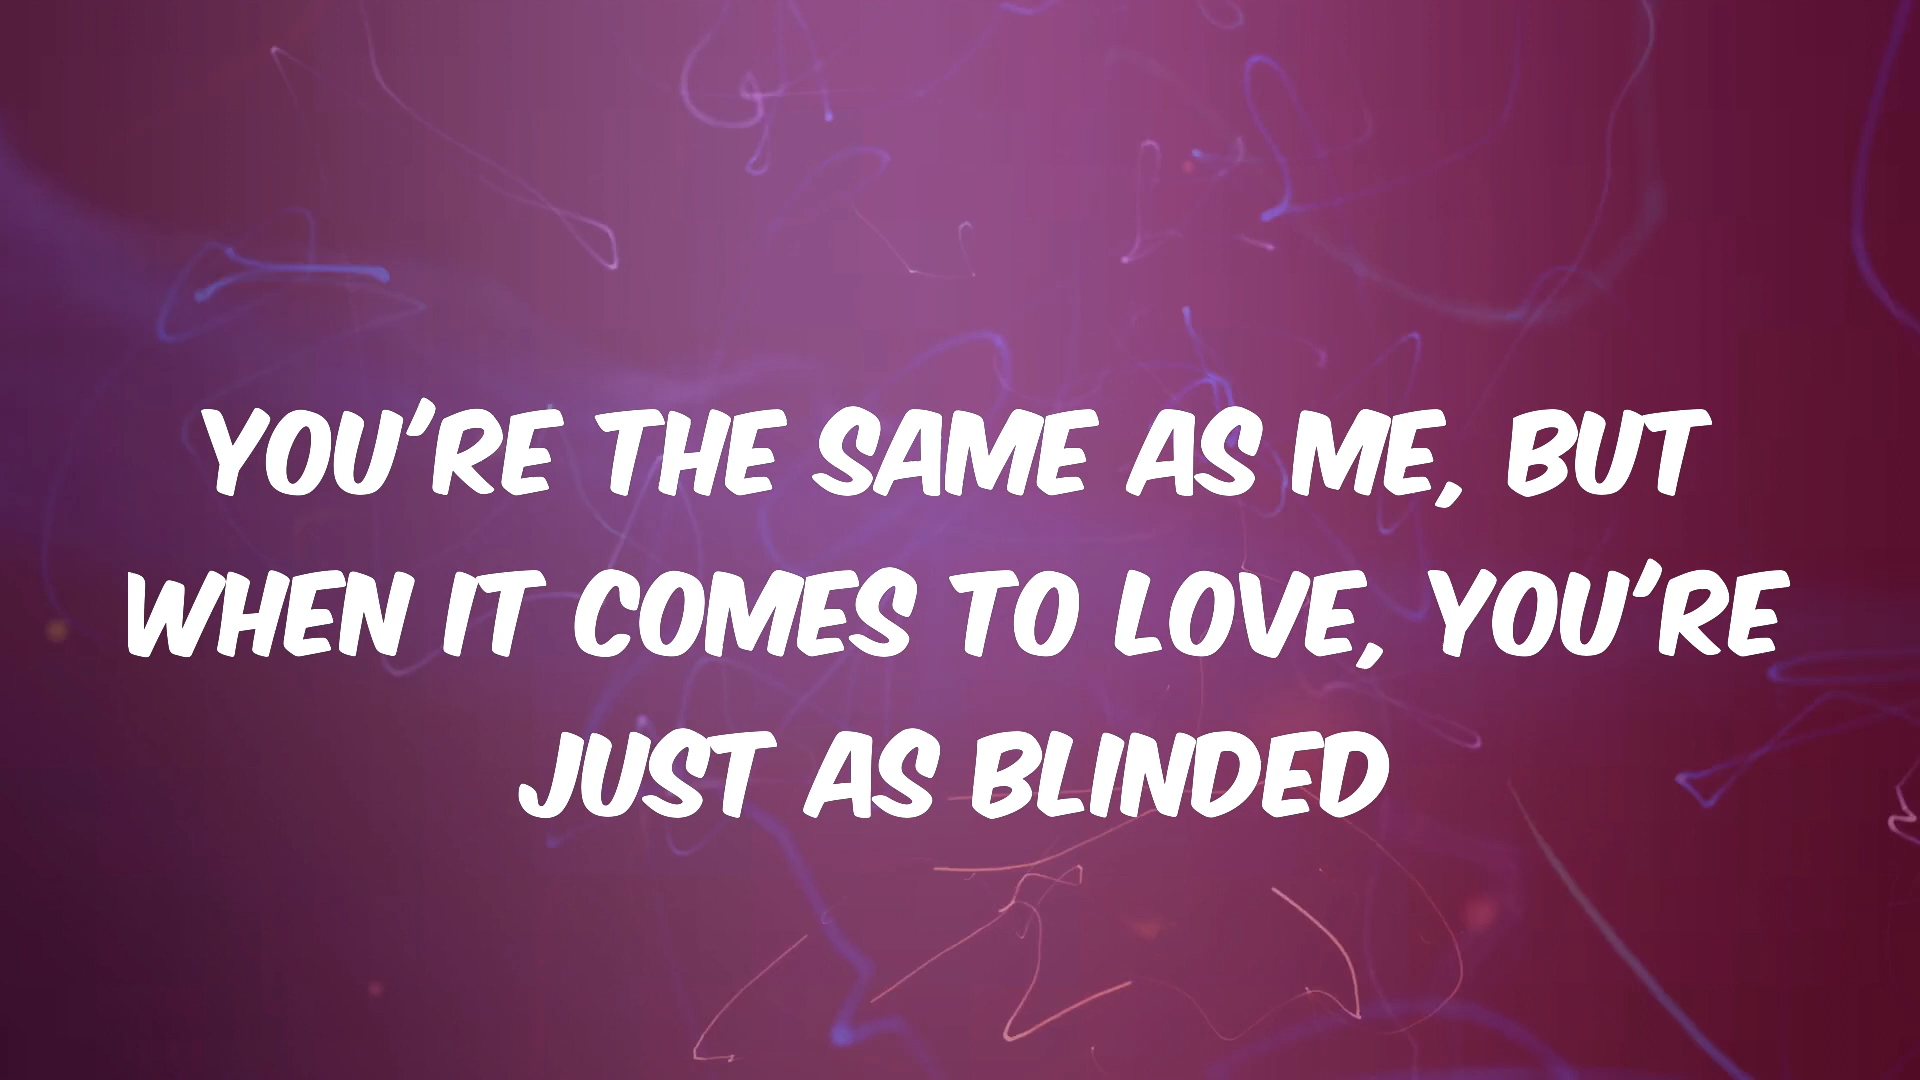 YOU'RE THE SAME AS ME, BUT
WHEN IT COMES TO LOVE, YOU'RE
JUST AS BLINDED